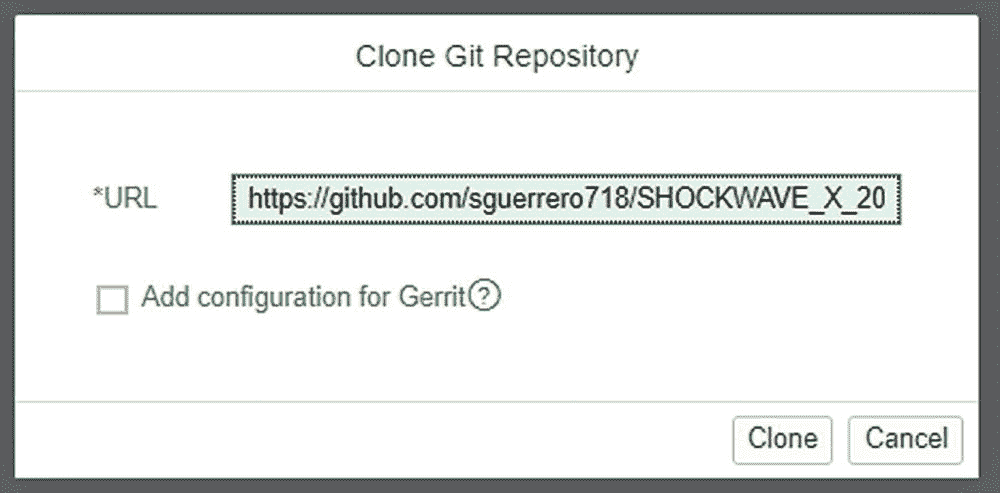 Clone Git Repository
*URL https://github.com/sguerrero718/SHOCKWAVE_X_20
Add configuration for Gerrit?
Clone Cancel